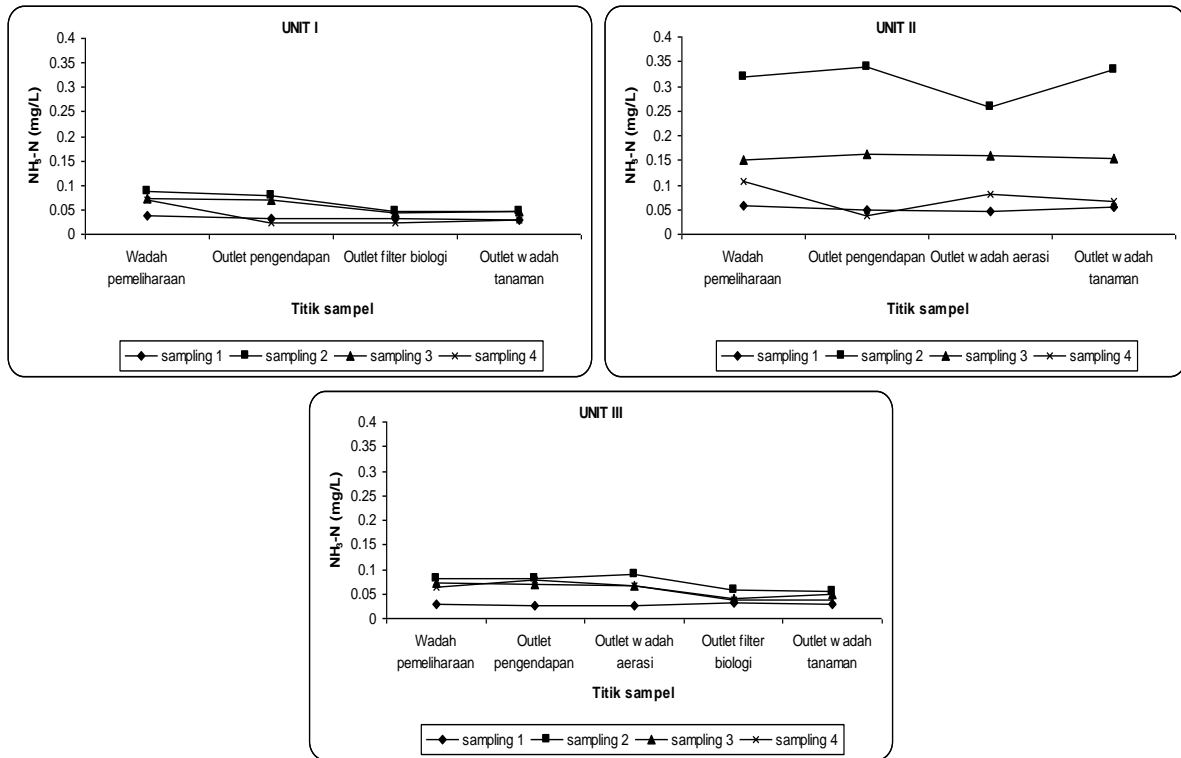 UNIT I
0.4
0.35
0.3
0.25
0.2
0.15
0.1
0.05
0
NH₃-N (mg/L)
Wadah pemeliharaan
Outlet pengendapan
Outlet filter biologi
Outlet wadah tanaman
Titik sampel
sampling 1 sampling 2 sampling 3 sampling 4
UNIT II
0.4
0.35
0.3
0.25
0.2
0.15
0.1
0.05
0
NH₃-N (mg/L)
Wadah pemeliharaan
Outlet pengendapan
Outlet wadah aerasi
Outlet wadah tanaman
Titik sampel
sampling 1 sampling 2 sampling 3 sampling 4
UNIT III
0.4
0.35
0.3
0.25
0.2
0.15
0.1
0.05
0
NH₃-N (mg/L)
Wadah pemeliharaan
Outlet pengendapan
Outlet wadah aerasi
Outlet filter biologi
Outlet wadah tanaman
Titik sampel
sampling 1 sampling 2 sampling 3 sampling 4